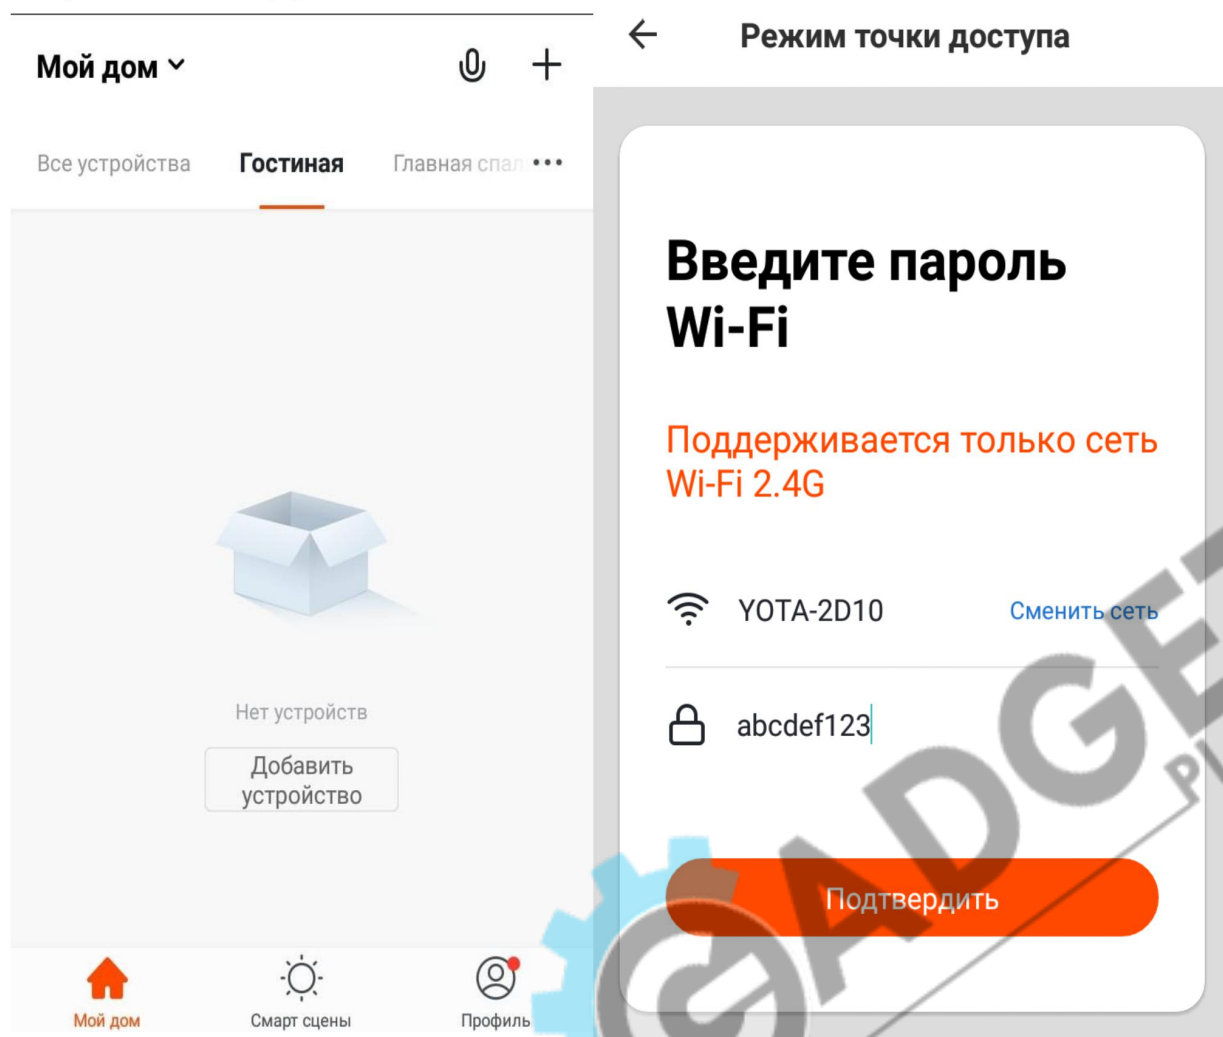 Мой дом
Все устройства
Гостиная
Главная
Нет устройств
Добавить
устройство
Мой дом
Смарт сцены
Профиль
Режим точки доступа
Введите пароль
Wi-Fi
Поддерживается только сеть
Wi-Fi 2.4G
YOTA-2D10
Сменить сеть
abcdef123
Подтвердить